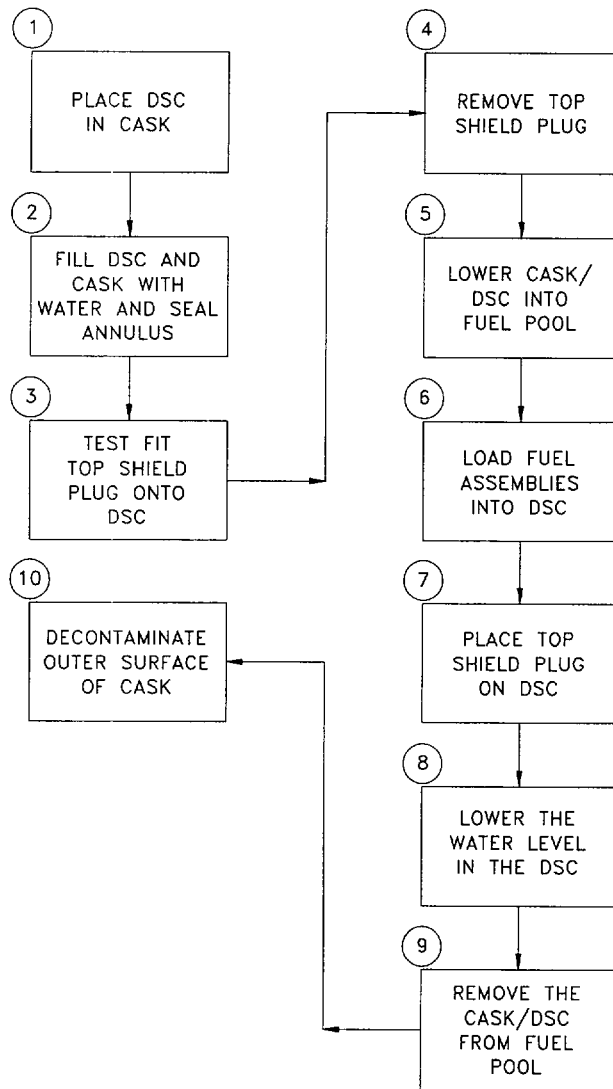 1
PLACE DSC
IN CASK
2
FILL DSC AND
CASK WITH
WATER AND SEAL
ANNULUS
3
TEST FIT
TOP SHIELD
PLUG ONTO
DSC
4
REMOVE TOP
SHIELD PLUG
5
LOWER CASK/
DSC INTO
FUEL POOL
6
LOAD FUEL
ASSEMBLIES
INTO DSC
7
PLACE TOP
SHIELD PLUG
ON DSC
8
LOWER THE
WATER LEVEL
IN THE DSC
9
REMOVE THE
CASK/DSC
FROM FUEL
POOL
10
DECONTAMINATE
OUTER SURFACE
OF CASK